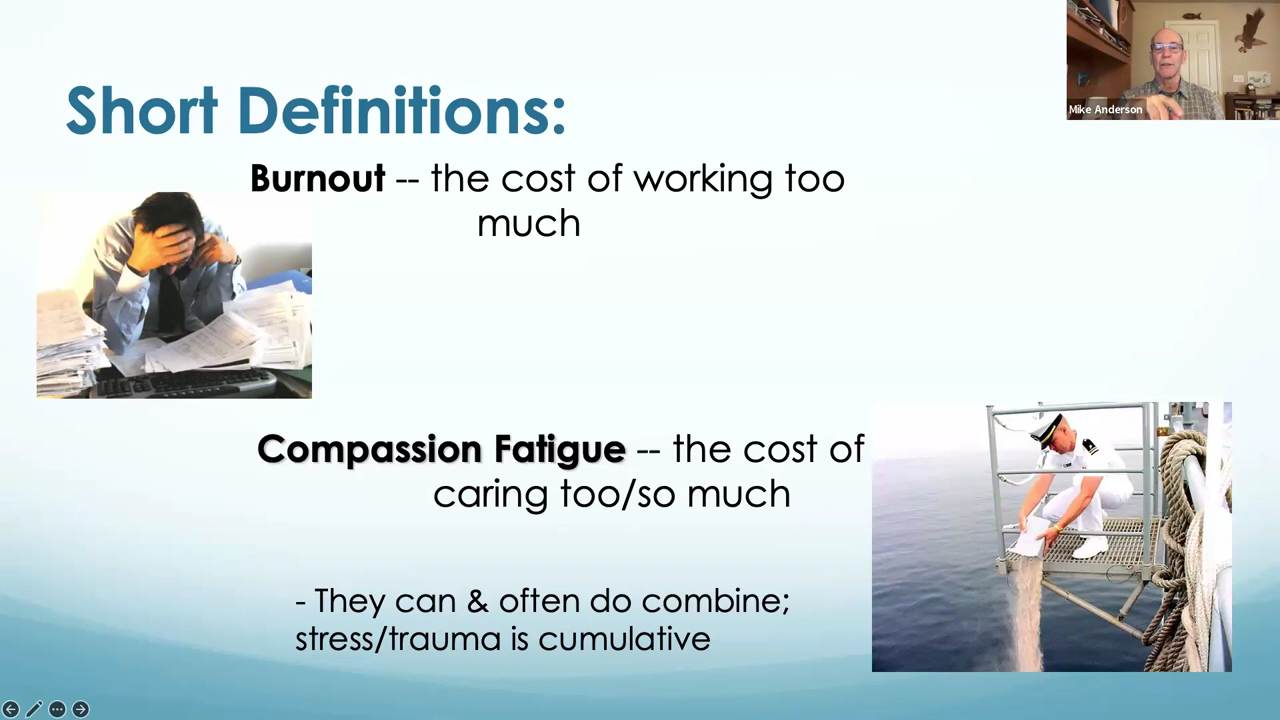 Mike Anderson
Short Definitions:
Burnout -- the cost of working too
much
Compassion Fatigue -- the cost of
caring too/so much
- They can & often do combine;
stress/trauma is cumulative